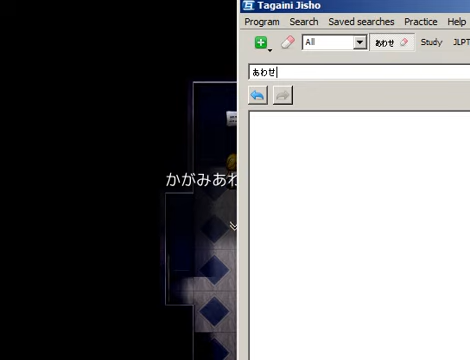 Tagaini Jisho
Program Search Saved searches Practice Help
All あわせ Study JLPT
あわせ
かがみあわ